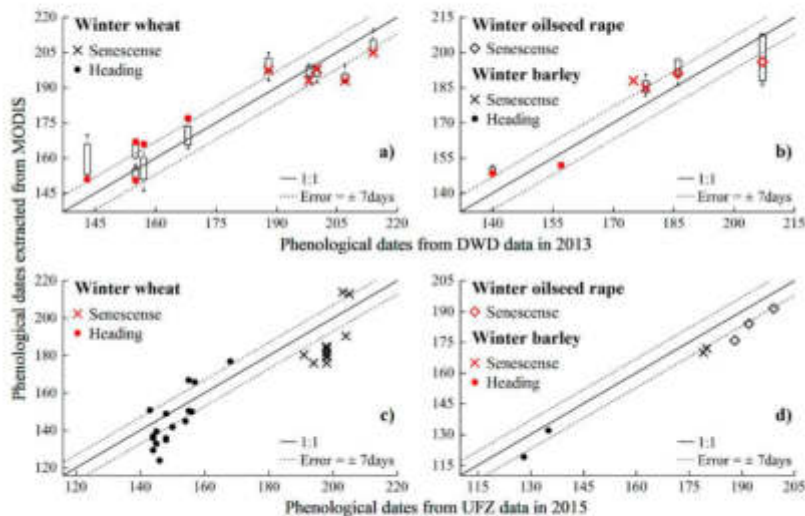 Phenological dates extracted from MODIS
220
205
190
175
160
145
Winter wheat
Senescense
Heading
a)
1:1
Error = ± 7days
145 160 175 190 205 220
215
200
185
170
155
140
Winter oilseed rape
Senescense
Winter barley
Senescense
Heading
b)
1:1
Error = ± 7days
140 155 170 185 200 215
Phenological dates from DWD data in 2013
220
200
180
160
140
120
Winter wheat
Senescense
Heading
c)
1:1
Error = ± 7days
120 140 160 180 200 220
205
190
170
150
130
115
Winter oilseed rape
Senescense
Winter barley
Senescense
Heading
d)
1:1
Error = ± 7days
115 130 145 160 175 190 205
Phenological dates from UFZ data in 2015